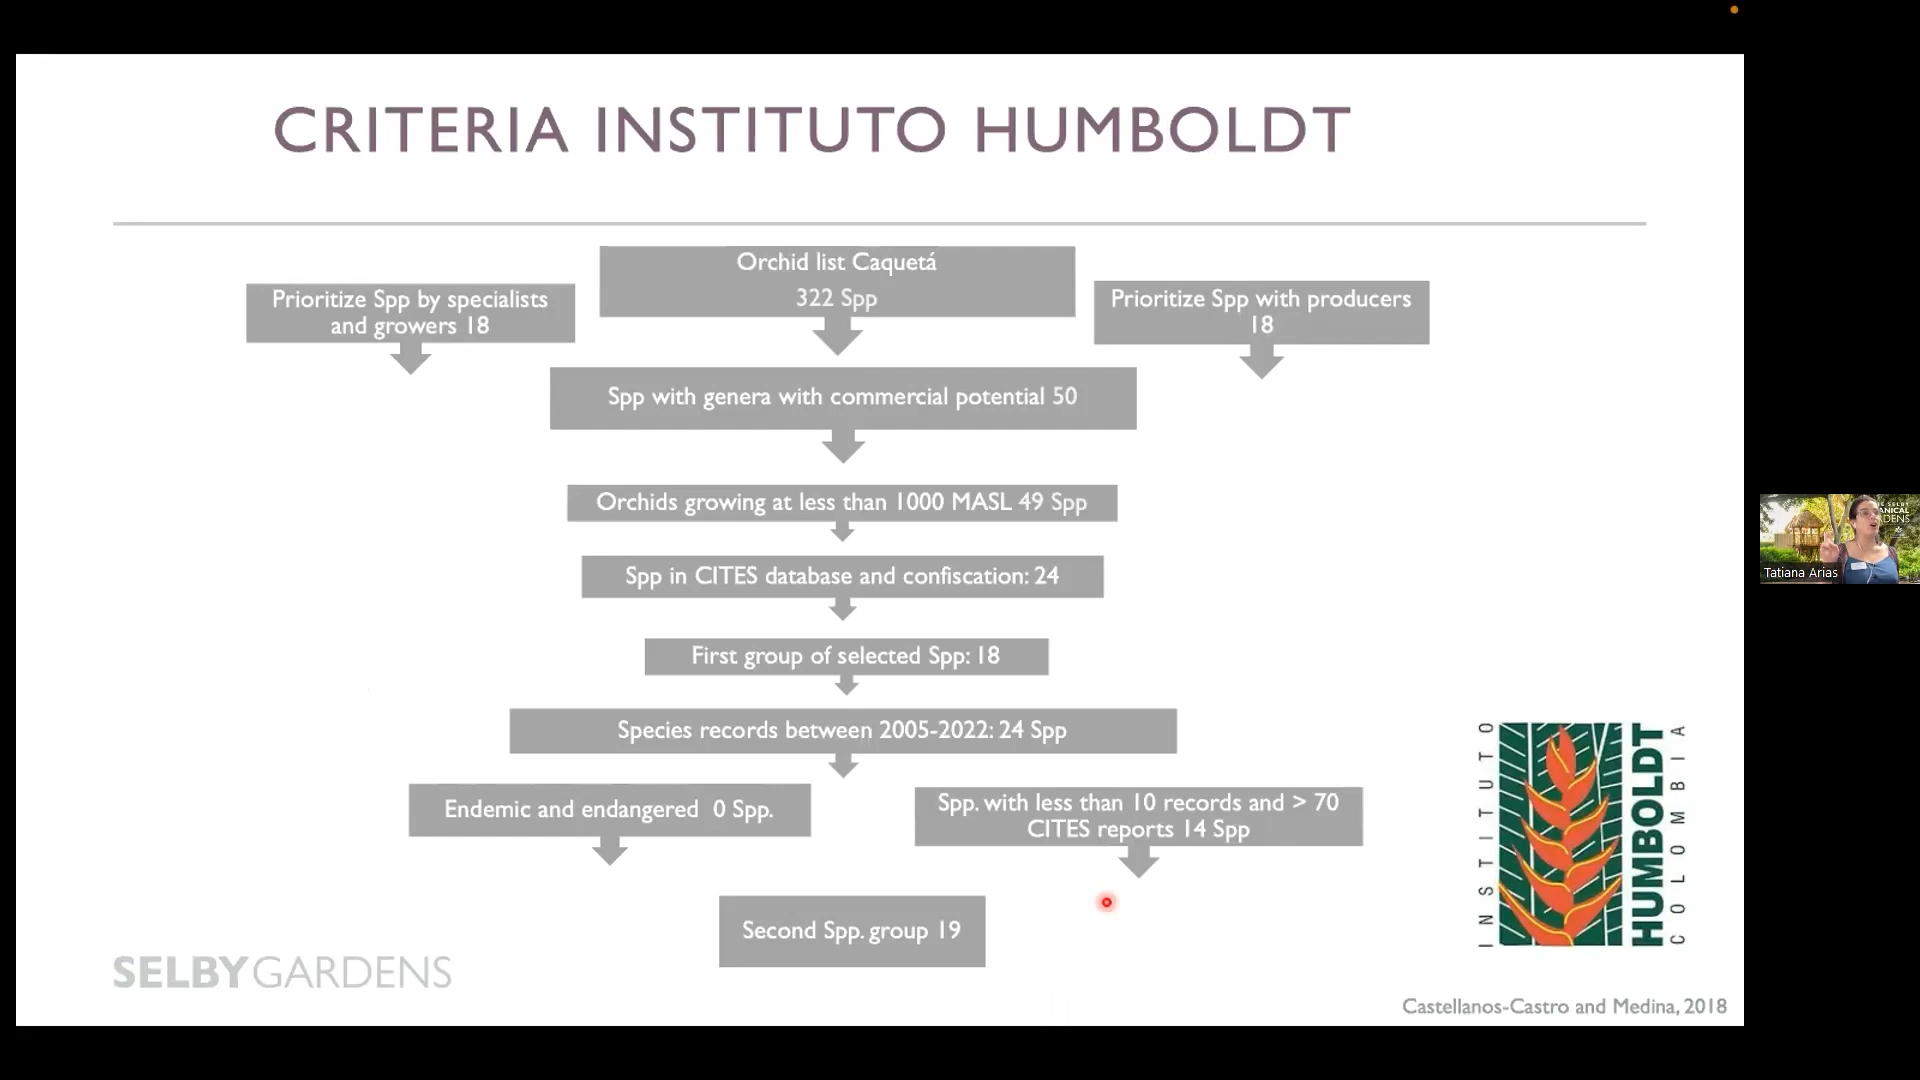 CRITERIA INSTITUTO HUMBOLDT
Orchid list Caquetá
322 Spp
Prioritize Spp by specialists
and growers 18
Prioritize Spp with producers
18
Spp with genera with commercial potential 50
Orchids growing at less than 1000 MASL 49 Spp
Spp in CITES database and confiscation: 24
First group of selected Spp: 18
Species records between 2005-2022: 24 Spp
Endemic and endangered 0 Spp.
Spp. with less than 10 records and > 70
CITES reports 14 Spp
Second Spp. group 19
INSTITUTO
HUMBOLDT
COLOMBIA
SELBYGARDENS
Castellanos-Castro and Medina, 2018
Tatiana Arias